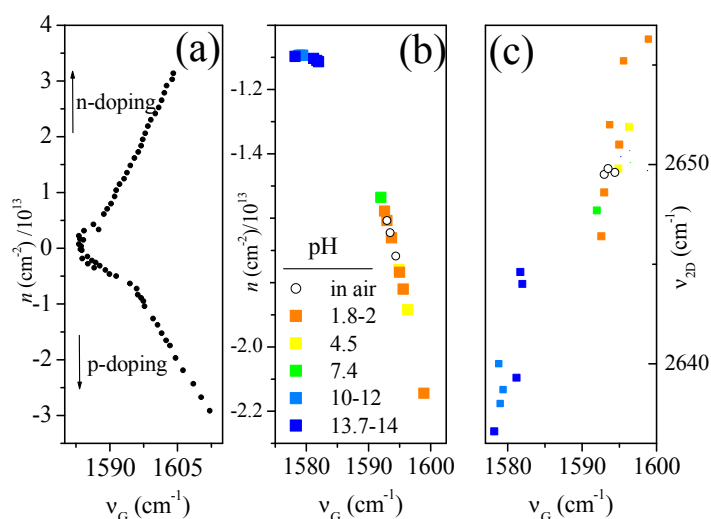 (a)
4
3
2
1
0
-1
-2
-3
n (cm⁻²) /10¹³
n-doping
p-doping
1590 1605
ν_G (cm⁻¹)
(b)
-1.1
-1.4
-1.6
-2.0
-2.2
n (cm⁻²)/10¹³
pH
in air
1.8-2
4.5
7.4
10-12
13.7-14
1580 1590 1600
ν_G (cm⁻¹)
(c)
2650
2640
ν_2D (cm⁻¹)
1580 1590 1600
ν_G (cm⁻¹)